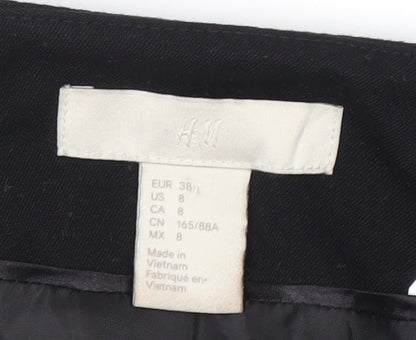 H&M
EUR 38
US 8
CA 8
CN 165/88A
MX 8
Made in
Vietnam
Fabriqué en
Vietnam